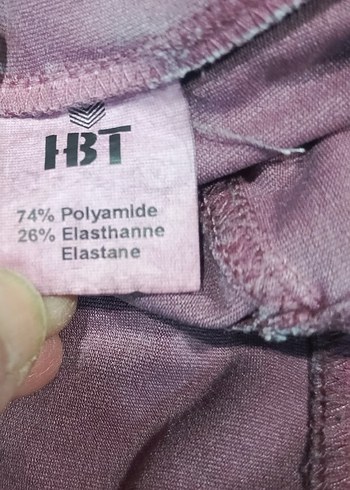 HBT
74% Polyamide
26% Elasthanne
Elastane